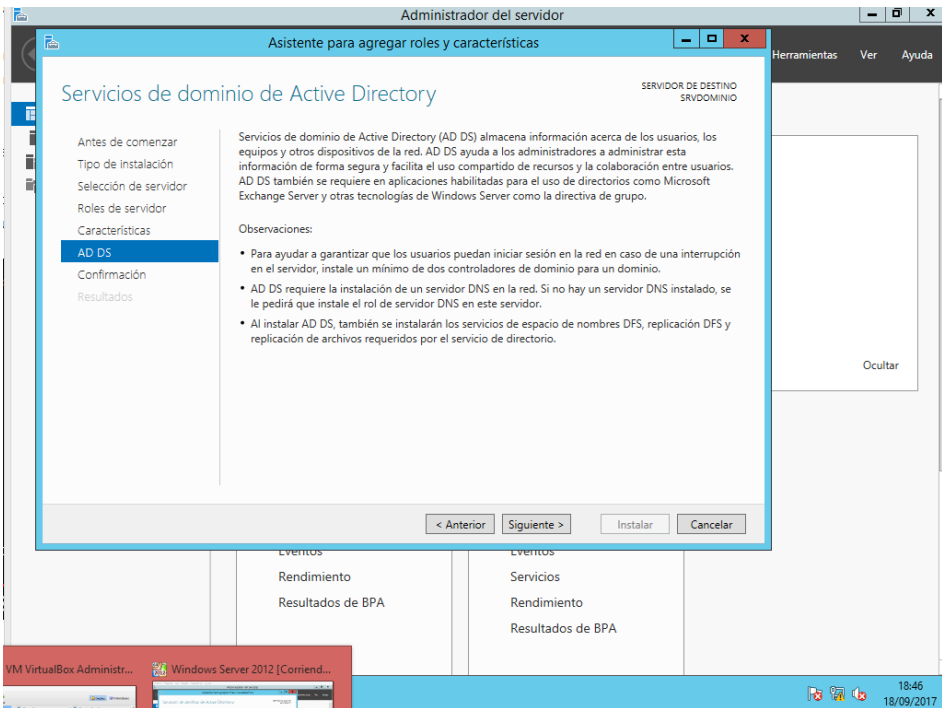 Administrador del servidor
Asistente para agregar roles y características
Herramientas Ver Ayuda
Servicios de dominio de Active Directory
SERVIDOR DE DESTINO
SRVDOMINIO
Antes de comenzar
Tipo de instalación
Selección de servidor
Roles de servidor
Características
AD DS
Confirmación
Resultados
Servicios de dominio de Active Directory (AD DS) almacena información acerca de los usuarios, los
equipos y otros dispositivos de la red. AD DS ayuda a los administradores a administrar esta
información de forma segura y facilita el uso compartido de recursos y la colaboración entre usuarios.
AD DS también se requiere en aplicaciones habilitadas para el uso de directorios como Microsoft
Exchange Server y otras tecnologías de Windows Server como la directiva de grupo.
Observaciones:
• Para ayudar a garantizar que los usuarios puedan iniciar sesión en la red en caso de una interrupción
en el servidor, instale un mínimo de dos controladores de dominio para un dominio.
• AD DS requiere la instalación de un servidor DNS en la red. Si no hay un servidor DNS instalado, se
le pedirá que instale el rol de servidor DNS en este servidor.
• Al instalar AD DS, también se instalarán los servicios de espacio de nombres DFS, replicación DFS y
replicación de archivos requeridos por el servicio de directorio.
Ocultar
< Anterior Siguiente > Instalar Cancelar
Eventos Eventos
Rendimiento Servicios
Resultados de BPA Rendimiento
Resultados de BPA
VM VirtualBox Administr... Windows Server 2012 [Corriend...
18:46
18/09/2017